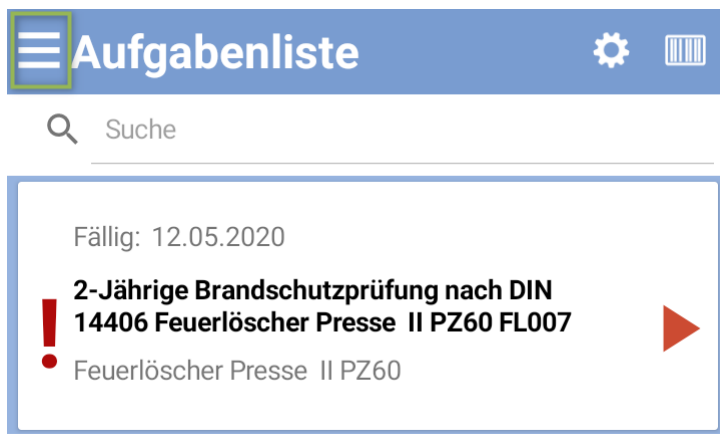 Aufgabenliste
Suche
Fällig: 12.05.2020
2-Jährige Brandschutzprüfung nach DIN
14406 Feuerlöscher Presse II PZ60 FL007
Feuerlöscher Presse II PZ60